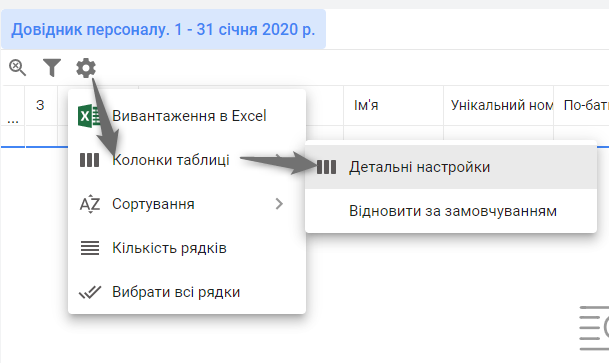 Довідник персоналу. 1 - 31 січня 2020 р.
З
Ім'я
Унікальний ном
По-бать
...
Вивантаження в Excel
Колонки таблиці
Детальні настройки
Сортування
Відновити за замовчуванням
Кількість рядків
Вибрати всі рядки